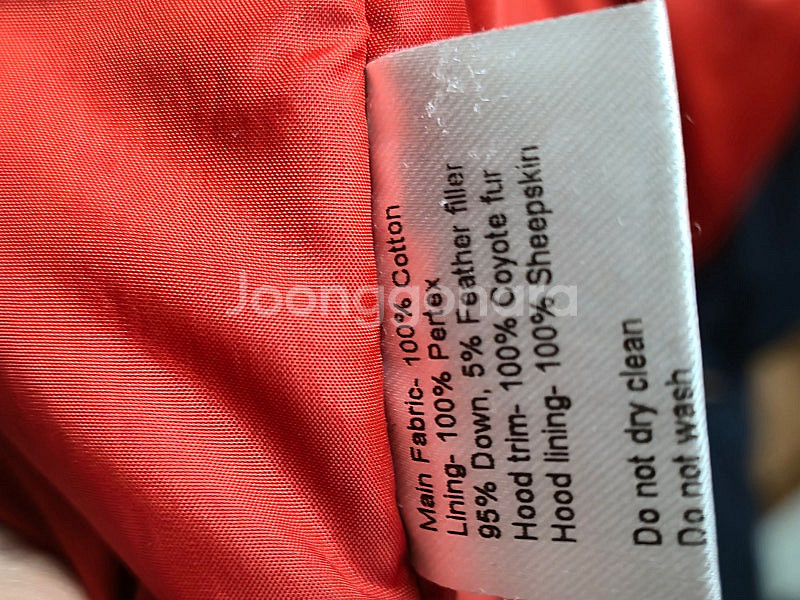 Main Fabric- 100% Cotton
Lining- 100% Pertex
95% Down, 5% Feather filler
Hood trim- 100% Coyote fur
Hood lining- 100% Sheepskin
Do not dry clean
Do not wash
Joonggonara